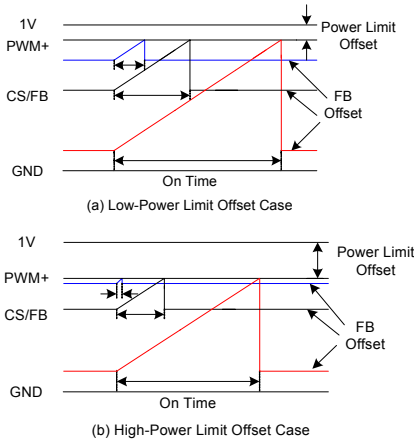 1V
Power Limit
Offset
PWM+
CS/FB
FB
Offset
GND
On Time
(a) Low-Power Limit Offset Case
1V
Power Limit
Offset
PWM+
CS/FB
FB
Offset
GND
On Time
(b) High-Power Limit Offset Case